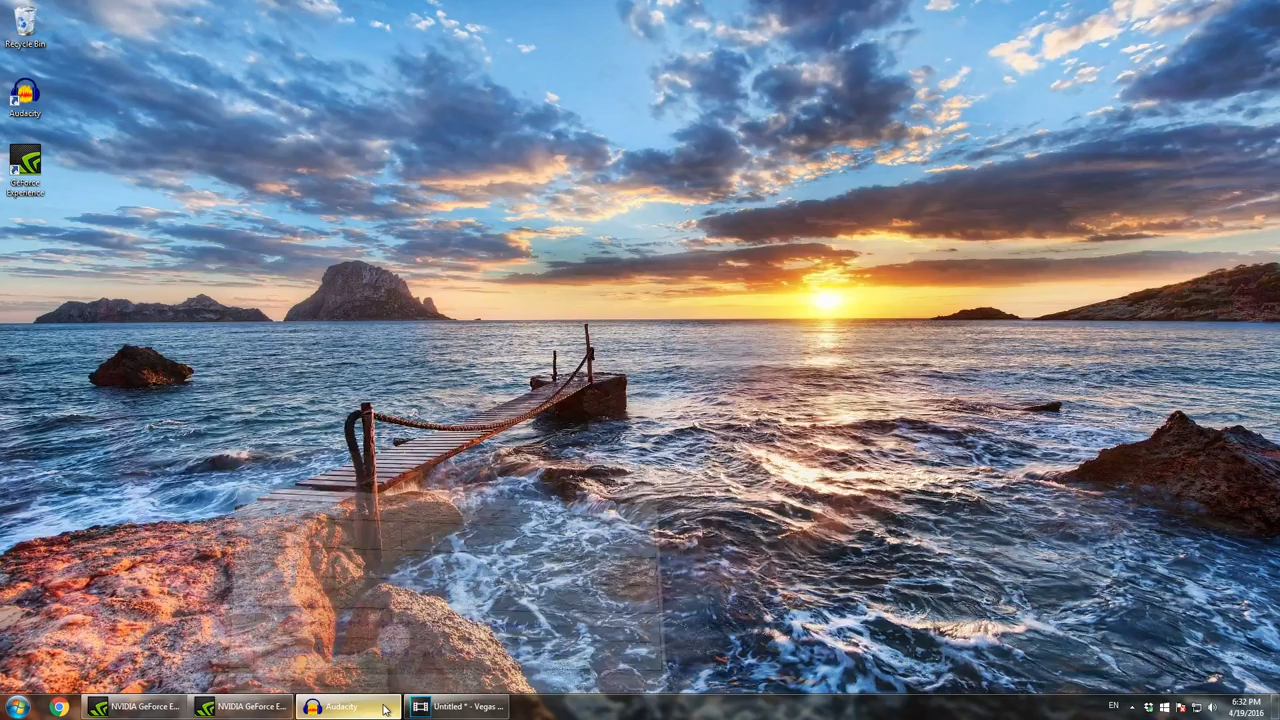 Recycle Bin
Audacity
GeForce
Experience
NVIDIA GeForce E...
NVIDIA GeForce E...
Audacity
Untitled * - Vegas ...
EN
6:32 PM
4/19/2016